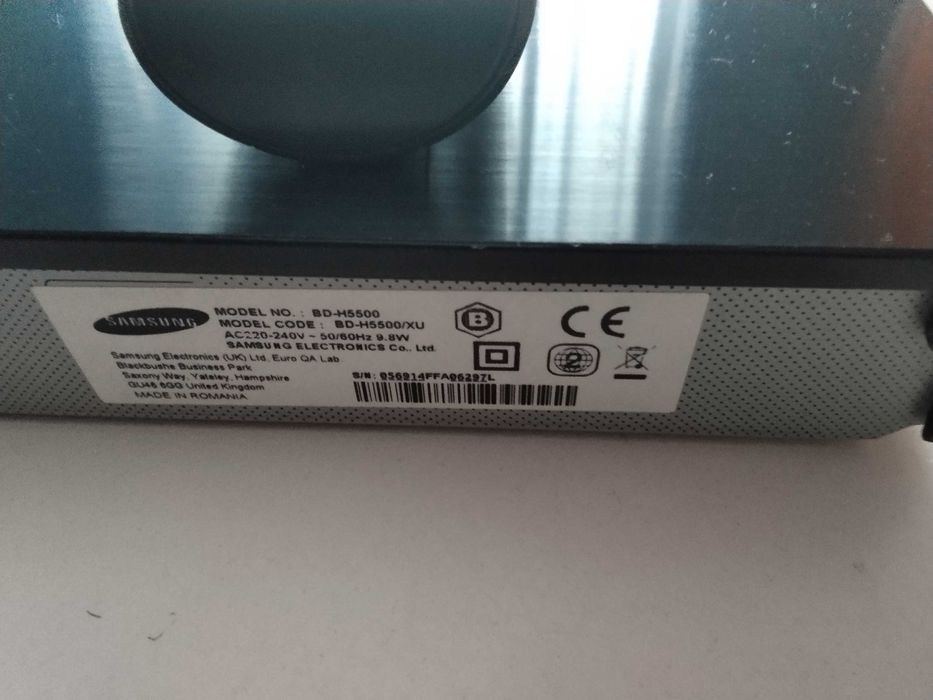 SAMSUNG
MODEL NO. : BD-H5500
MODEL CODE : BD-H5500/XU
AC220-240V ~ 50/60Hz 9.8W
SAMSUNG ELECTRONICS Co., Ltd.
Samsung Electronics (UK) Ltd, Euro QA Lab
Blackbushe Business Park
Saxony Way, Yateley, Hampshire
GU46 6GG United Kingdom
MADE IN ROMANIA
S/N: 056914FFA06297L
B
CE
2